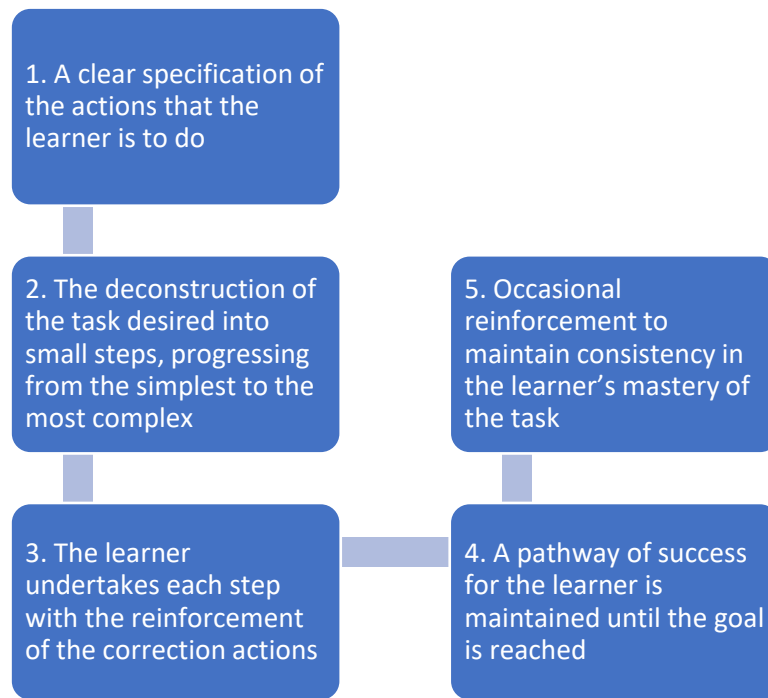 1. A clear specification of
the actions that the
learner is to do
2. The deconstruction of
the task desired into
small steps, progressing
from the simplest to the
most complex
3. The learner
undertakes each step
with the reinforcement
of the correction actions
4. A pathway of success
for the learner is
maintained until the goal
is reached
5. Occasional
reinforcement to
maintain consistency in
the learner’s mastery of
the task